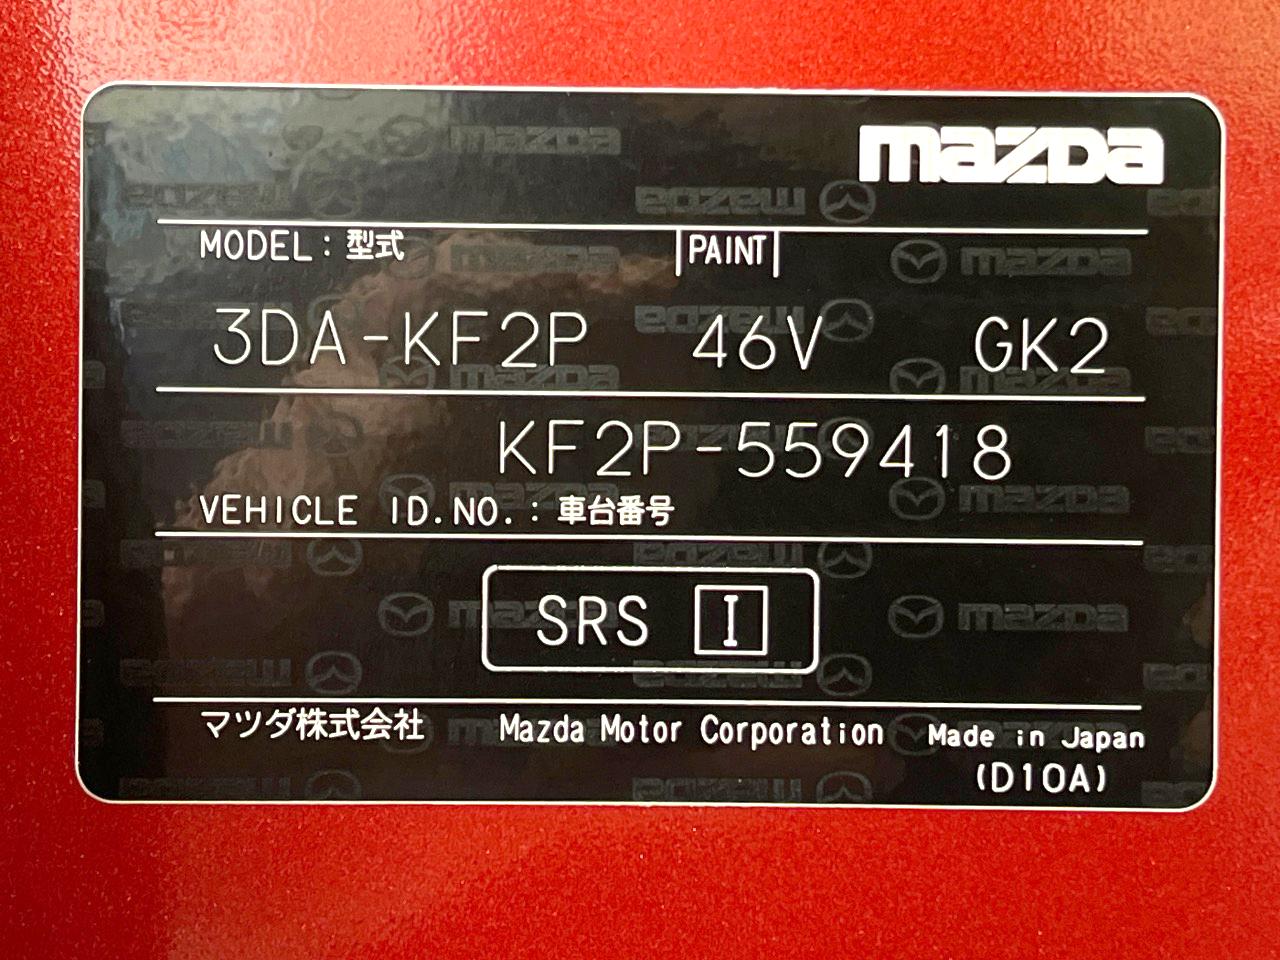 mazda
MODEL : 型式 PAINT
3DA-KF2P 46V GK2
KF2P-559418
VEHICLE ID.NO. : 車台番号
SRS I
マツダ株式会社 Mazda Motor Corporation Made in Japan
(D10A)